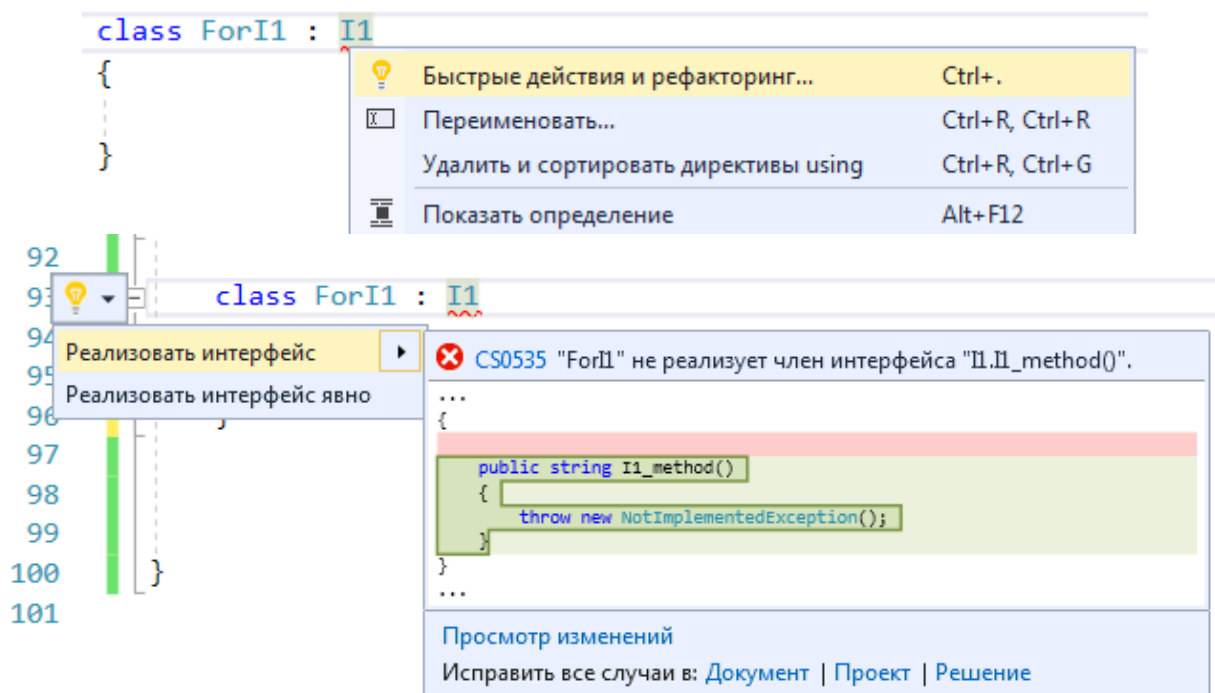 class ForI1 : I1
{
Быстрые действия и рефакторинг... Ctrl+.
Переименовать... Ctrl+R, Ctrl+R
}
Удалить и сортировать директивы using Ctrl+R, Ctrl+G
Показать определение Alt+F12
92
93 class ForI1 : I1
94
Реализовать интерфейс
CS0535 "ForI1" не реализует член интерфейса "I1.I1_method()".
95
Реализовать интерфейс явно
...
96 }
{
97
public string I1_method()
98
{
throw new NotImplementedException();
99
}
100 }
}
...
101
Просмотр изменений
Исправить все случаи в: Документ | Проект | Решение